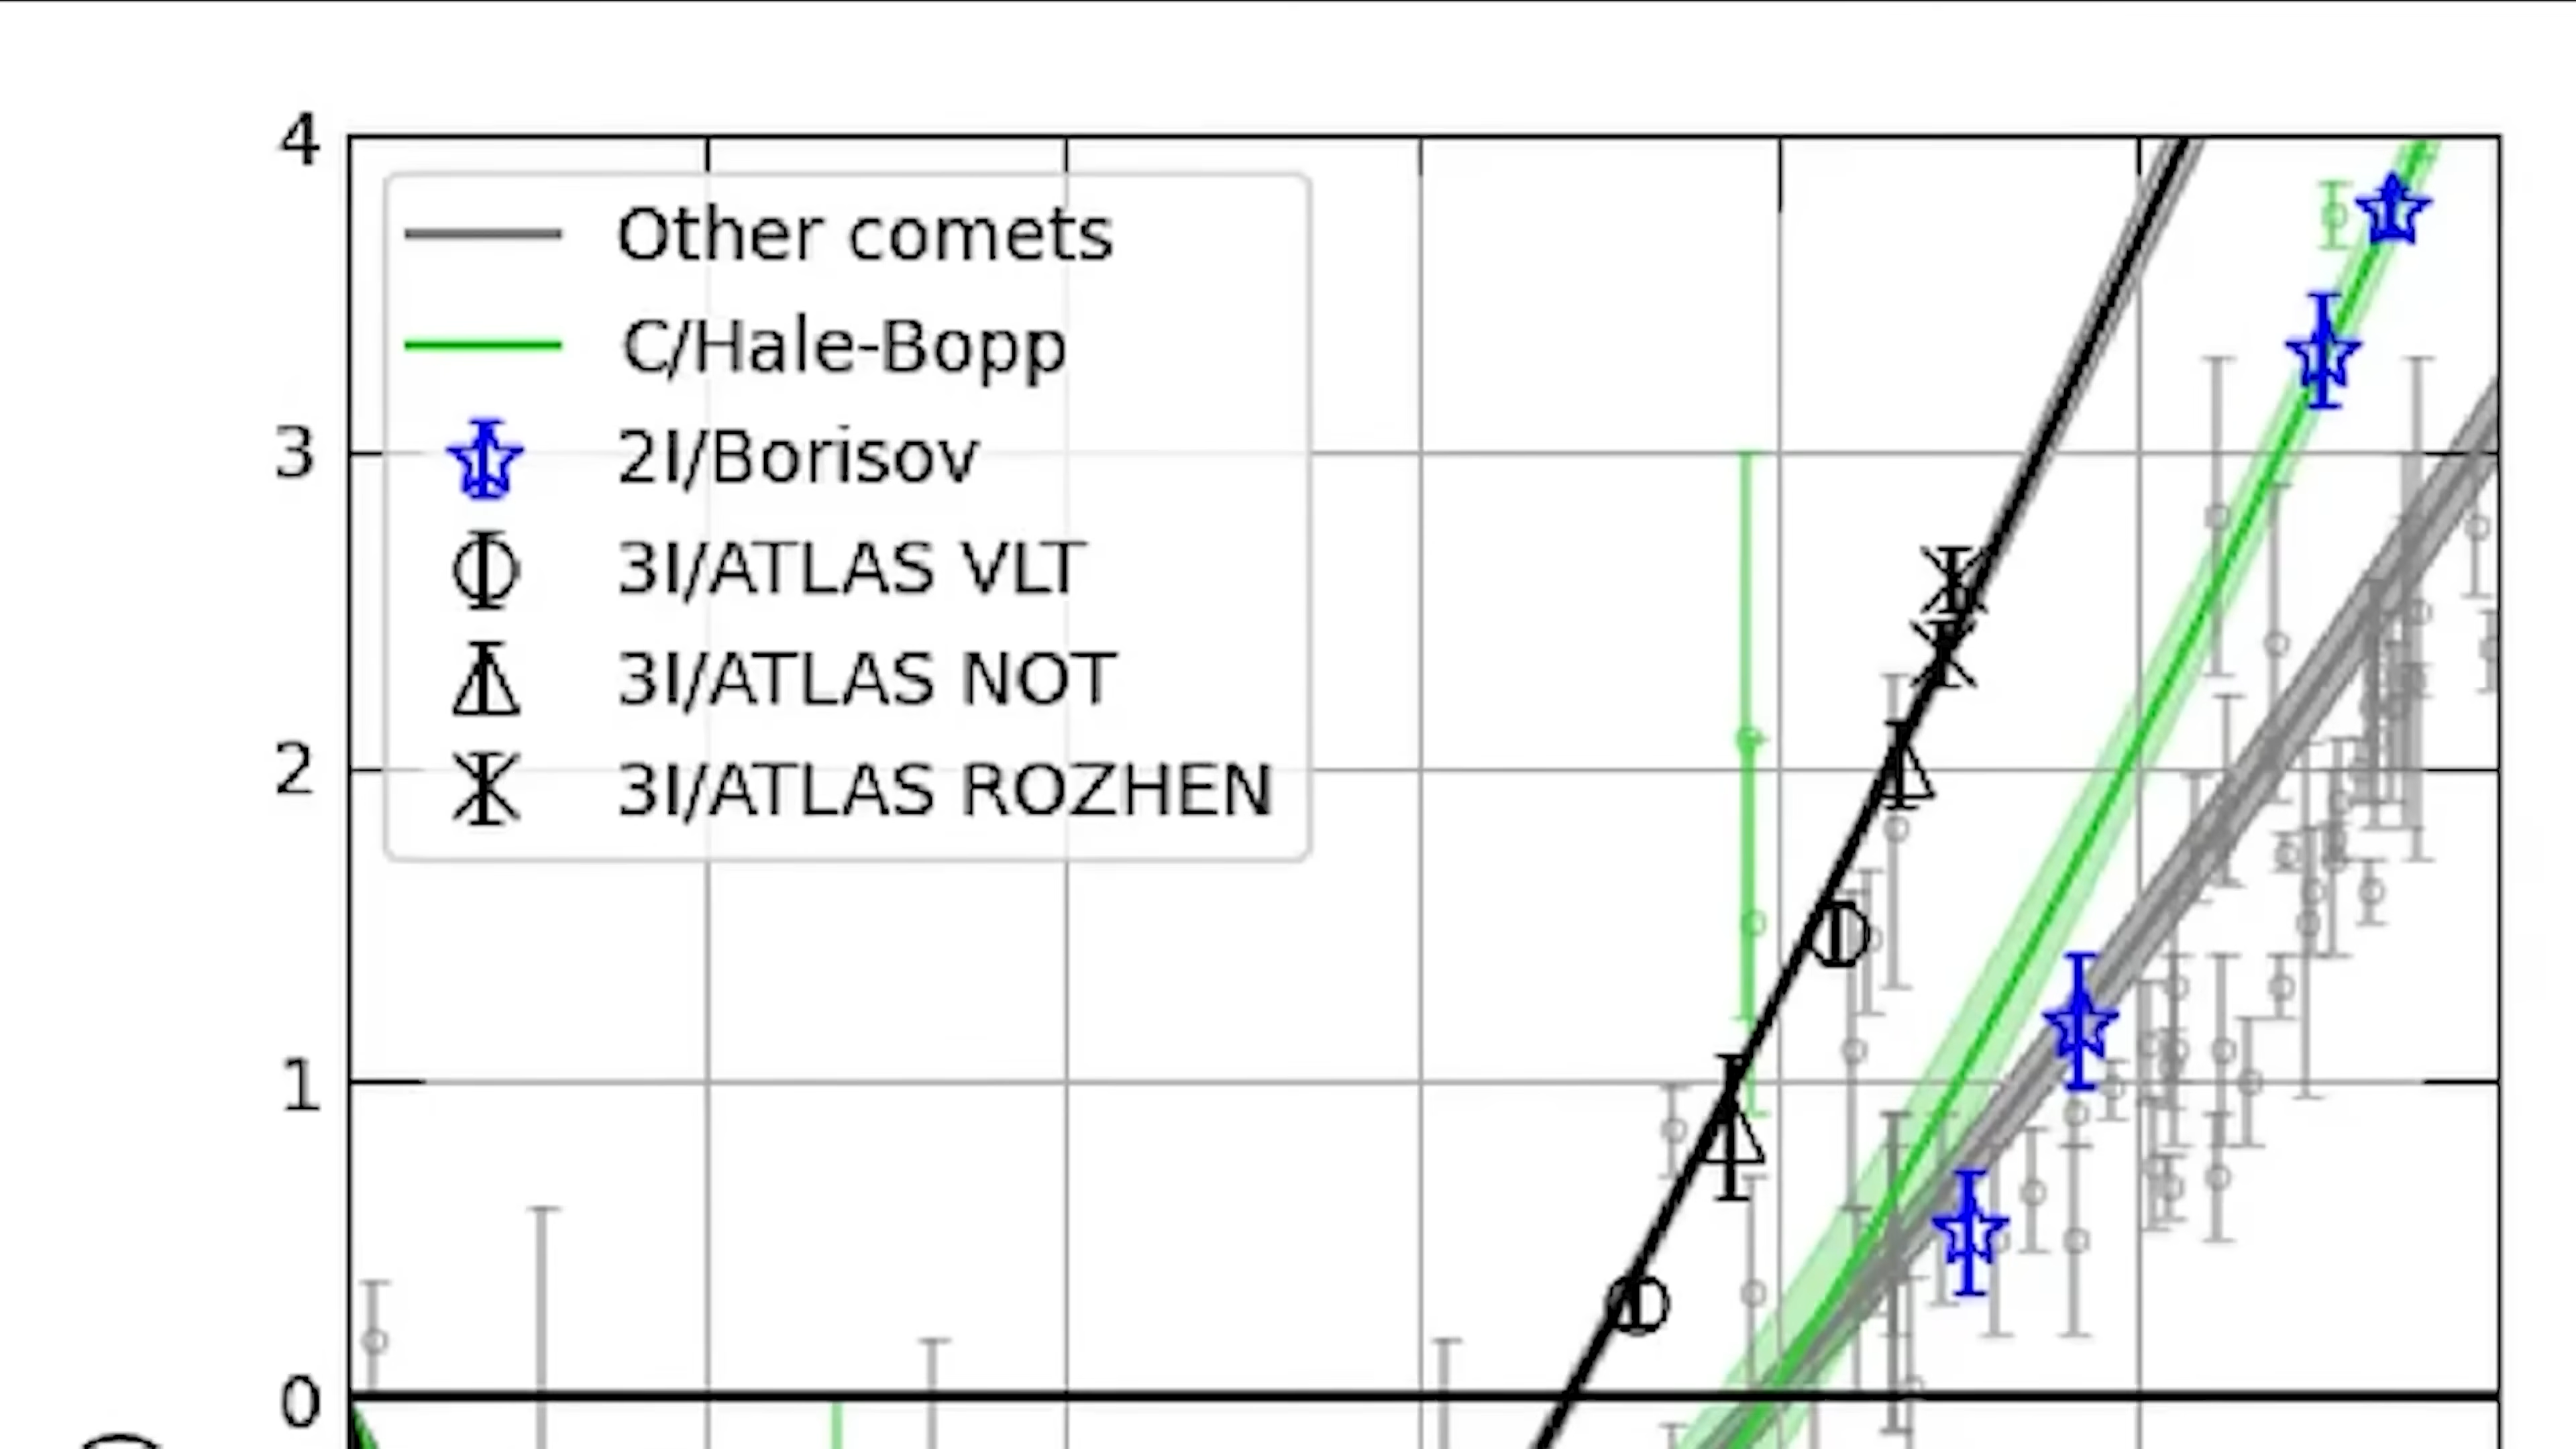 4
3
2
1
0
Other comets
C/Hale-Bopp
2I/Borisov
3I/ATLAS VLT
3I/ATLAS NOT
3I/ATLAS ROZHEN